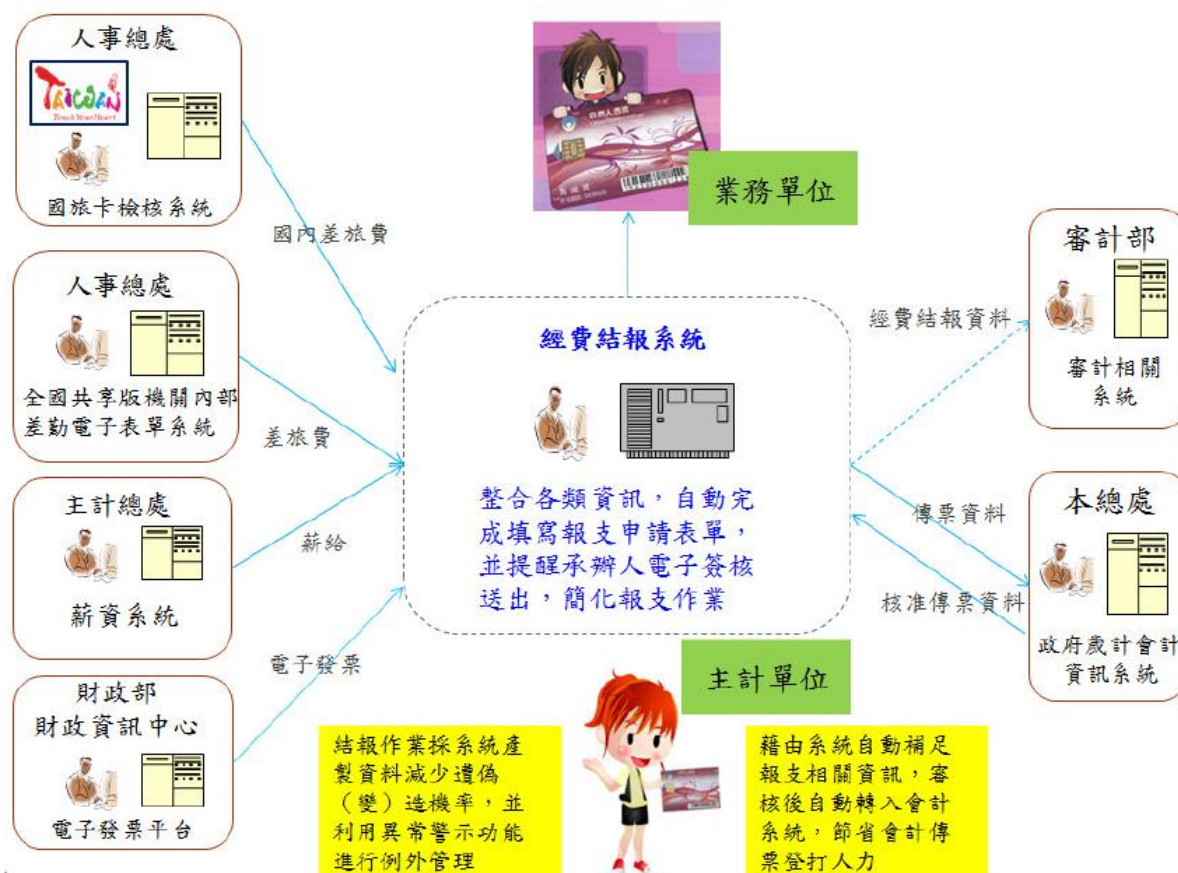 人事總處
TAIWAN
Touch Your Heart
國旅卡檢核系統
國內差旅費
人事總處
全國共享版機關內部
差勤電子表單系統
差旅費
主計總處
薪資系統
薪給
財政部
財政資訊中心
電子發票平台
電子發票
自然人憑證
業務單位
經費結報系統
整合各類資訊，自動完
成填寫報支申請表單，
並提醒承辦人電子簽核
送出，簡化報支作業
審計部
審計相關
系統
經費結報資料
本總處
政府歲計會計
資訊系統
傳票資料
核准傳票資料
主計單位
結報作業採系統產
製資料減少遭偽
（變）造機率，並
利用異常警示功能
進行例外管理
藉由系統自動補足
報支相關資訊，審
核後自動轉入會計
系統，節省會計傳
票登打人力